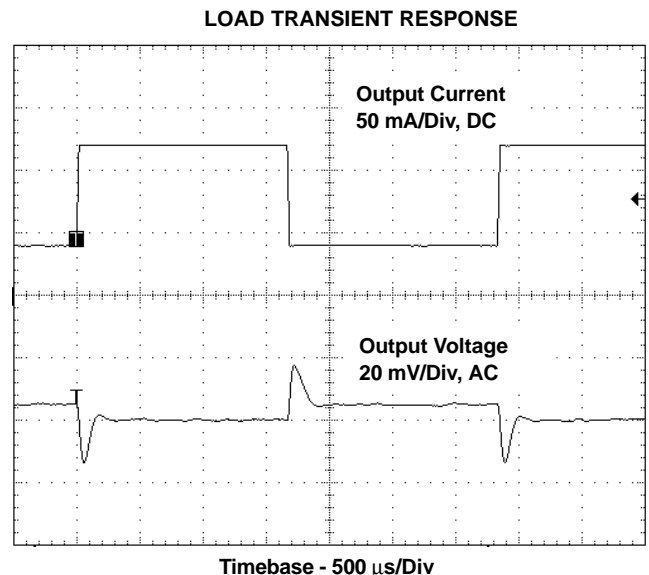 LOAD TRANSIENT RESPONSE
Output Current
50 mA/Div, DC
Output Voltage
20 mV/Div, AC
T
Timebase - 500 μs/Div